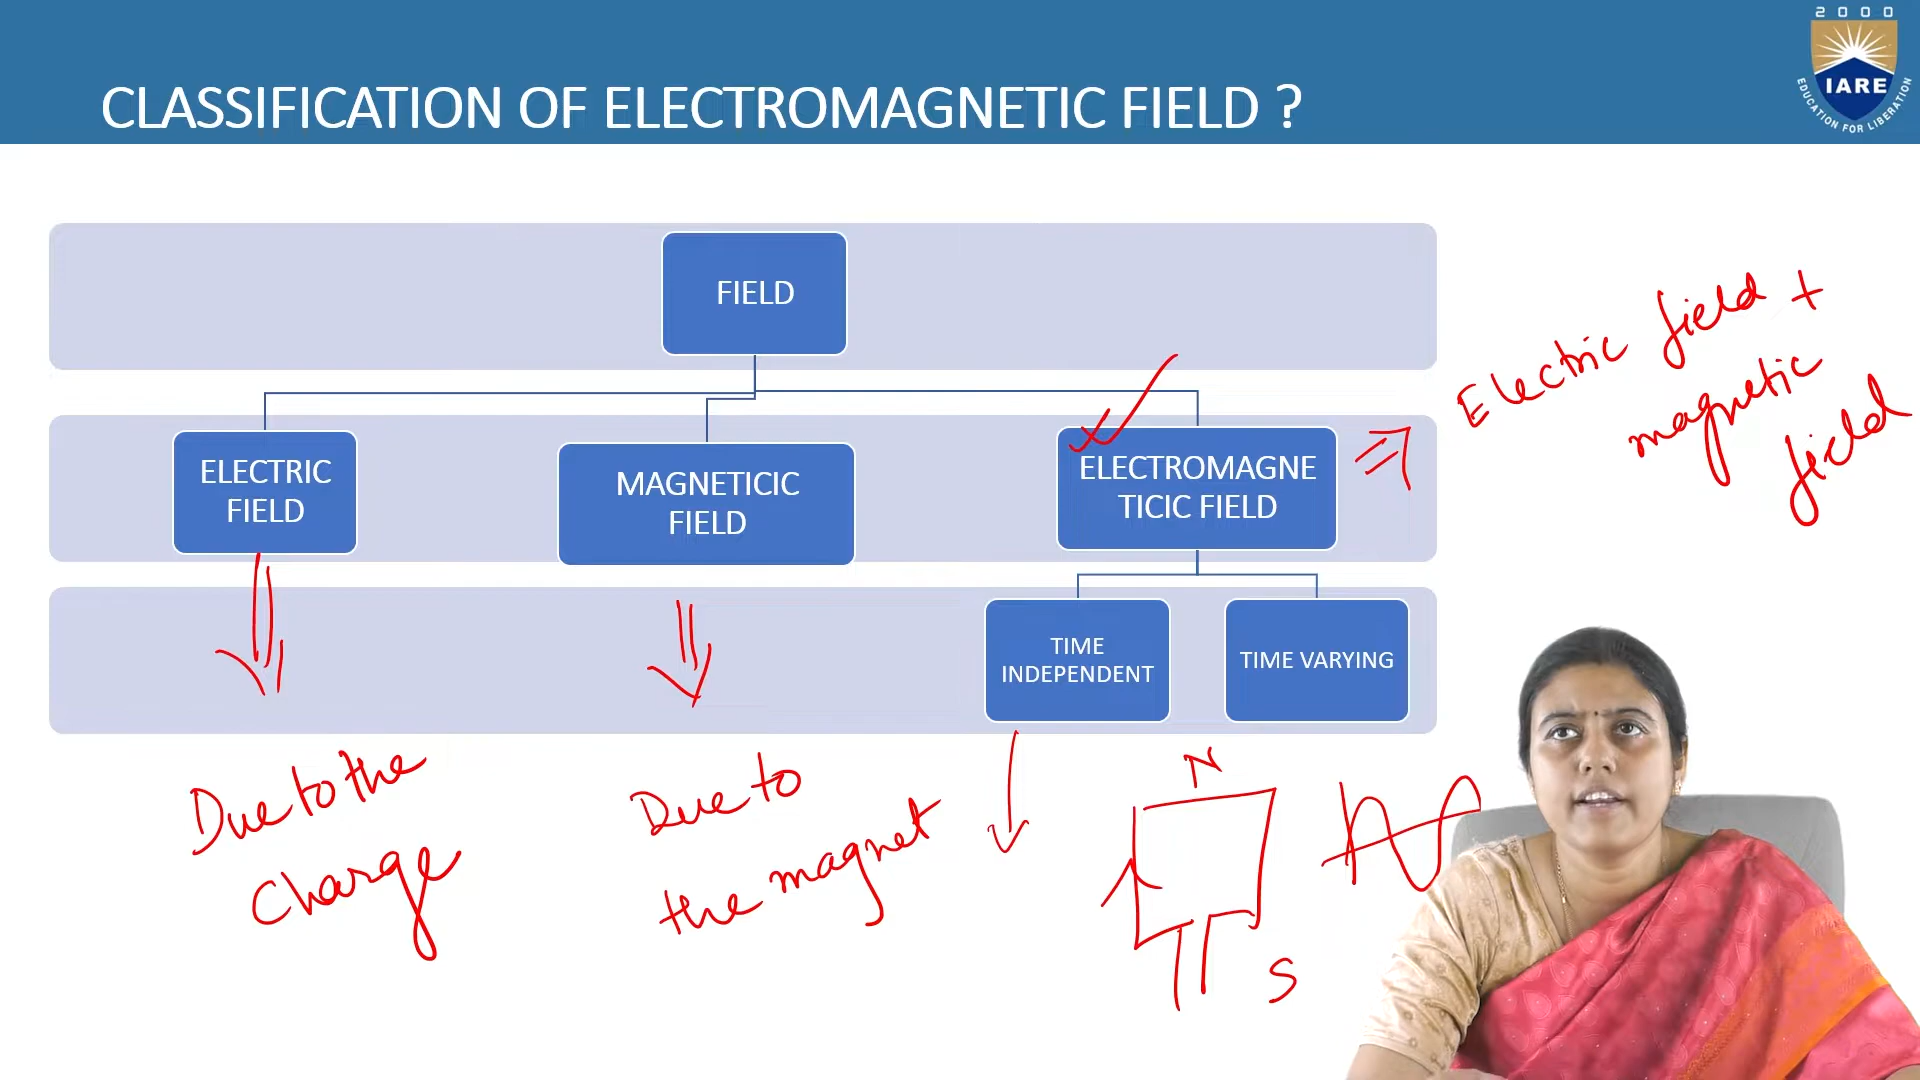 2000
IARE
EDUCATION FOR LIBERATION
CLASSIFICATION OF ELECTROMAGNETIC FIELD ?
FIELD
ELECTRIC
FIELD
MAGNETICIC
FIELD
ELECTROMAGNE
TICIC FIELD
Electric field +
magnetic
field
TIME
INDEPENDENT
TIME VARYING
Due to the
Charge
Due to
the magnet
N
S